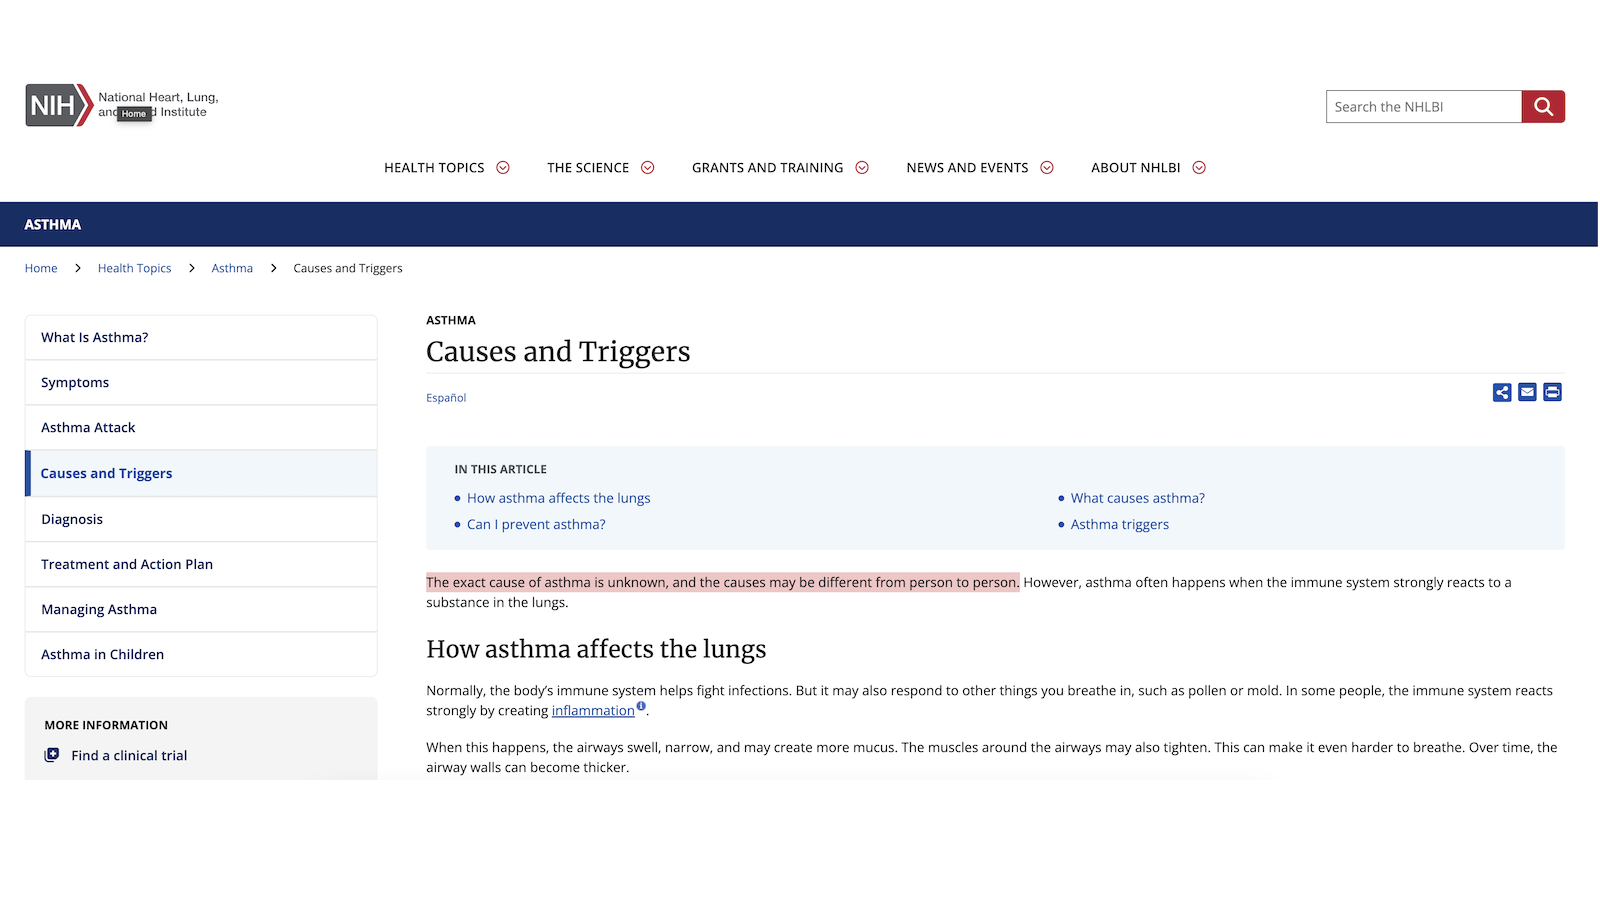 NIH National Heart, Lung,
and Home d Institute
Search the NHLBI
HEALTH TOPICS THE SCIENCE GRANTS AND TRAINING NEWS AND EVENTS ABOUT NHLBI
ASTHMA
Home > Health Topics > Asthma > Causes and Triggers
What Is Asthma?
Symptoms
Asthma Attack
Causes and Triggers
Diagnosis
Treatment and Action Plan
Managing Asthma
Asthma in Children
MORE INFORMATION
Find a clinical trial
ASTHMA
Causes and Triggers
Español
IN THIS ARTICLE
• How asthma affects the lungs
• Can I prevent asthma?
• What causes asthma?
• Asthma triggers
The exact cause of asthma is unknown, and the causes may be different from person to person. However, asthma often happens when the immune system strongly reacts to a
substance in the lungs.
How asthma affects the lungs
Normally, the body’s immune system helps fight infections. But it may also respond to other things you breathe in, such as pollen or mold. In some people, the immune system reacts
strongly by creating inflammation.
When this happens, the airways swell, narrow, and may create more mucus. The muscles around the airways may also tighten. This can make it even harder to breathe. Over time, the
airway walls can become thicker.